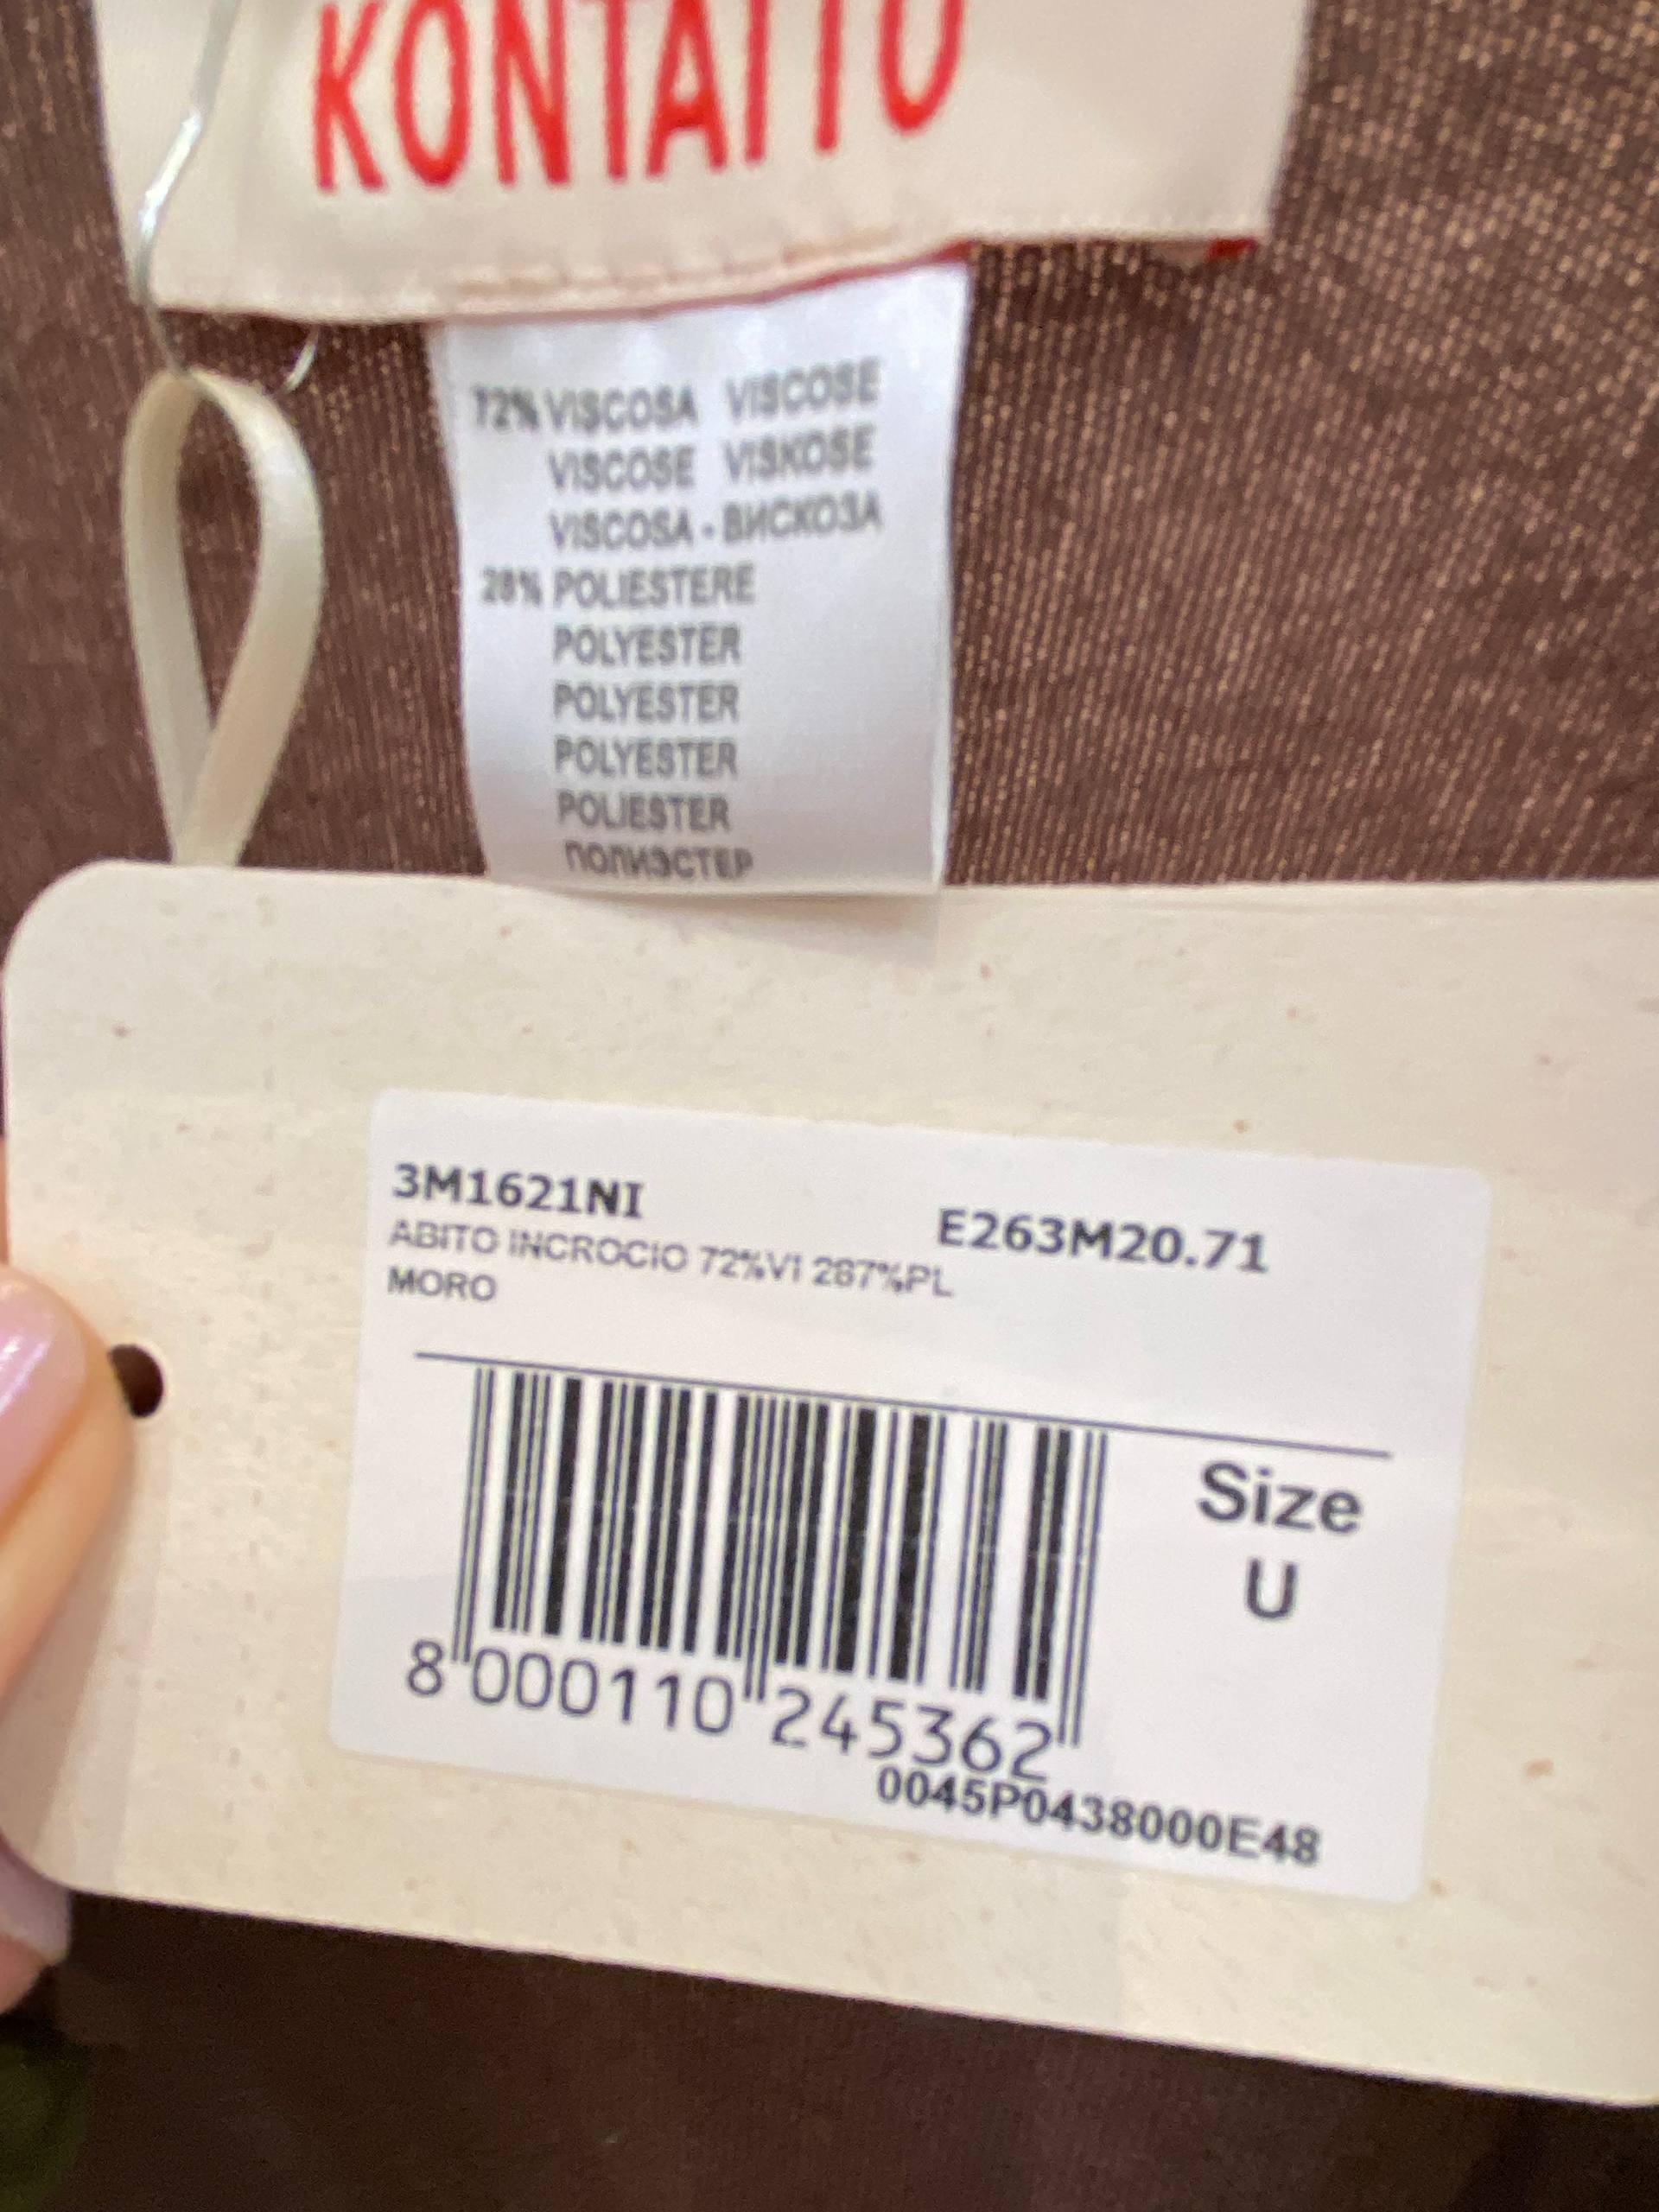 KONTATTO
72% VISCOSA VISCOSE
VISCOSE VISKOSE
VISCOSA - ВИСКОЗА
28% POLIESTERE
POLYESTER
POLYESTER
POLYESTER
POLIESTER
ПОЛИЭСТЕР
3M1621NI
E263M20.71
ABITO INCROCIO 72%VI 287%PL
MORO
Size
U
8 000110 245362
0045P0438000E48